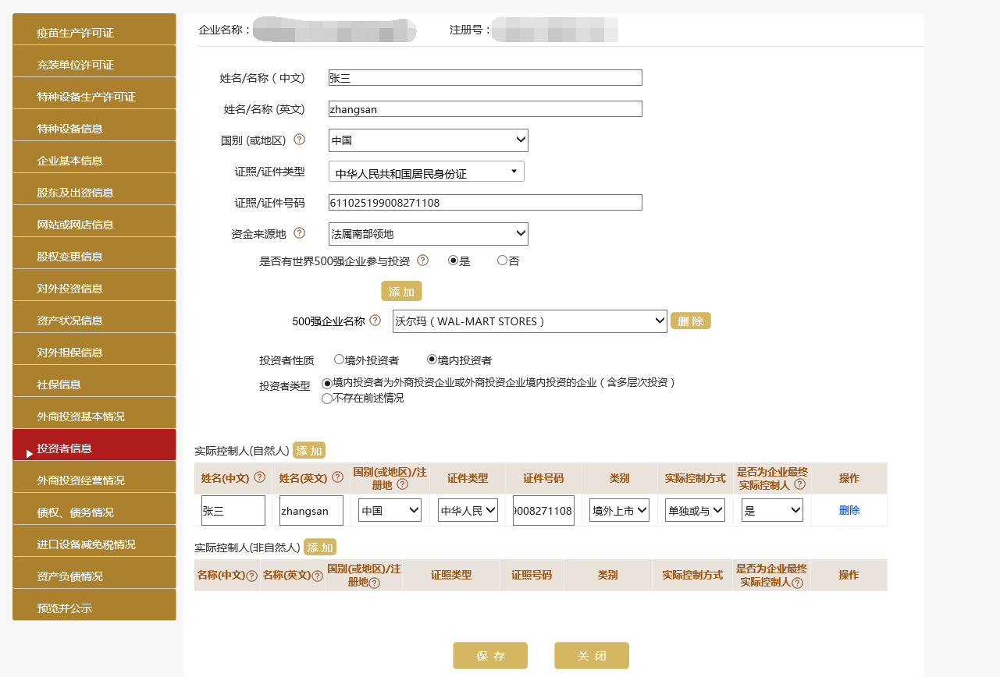 疫苗生产许可证
充装单位许可证
特种设备生产许可证
特种设备信息
企业基本信息
股东及出资信息
网站或网店信息
股权变更信息
对外投资信息
资产状况信息
对外担保信息
社保信息
外商投资基本情况
投资者信息
外商投资经营情况
债权、债务情况
进口设备减免税情况
资产负债情况
预览并公示
企业名称： 注册号：
姓名/名称（中文） 张三
姓名/名称 (英文) zhangsan
国别 (或地区) ? 中国
证照/证件类型 中华人民共和国居民身份证
证照/证件号码 611025199008271108
资金来源地 ? 法属南部领地
是否有世界500强企业参与投资 ? 是 否
添 加
500强企业名称 ? 沃尔玛（WAL-MART STORES） 删 除
投资者性质 境外投资者 境内投资者
投资者类型 境内投资者为外商投资企业或外商投资企业境内投资的企业（含多层次投资）
不存在前述情况
实际控制人(自然人) 添 加
姓名(中文) ? 姓名(英文) ? 国别(或地区)/注册地 ? 证件类型 证件号码 类别 实际控制方式 是否为企业最终实际控制人 ? 操作
张三 zhangsan 中国 中华人民 9008271108 境外上市 单独或与 是 删除
实际控制人(非自然人) 添 加
名称(中文)? 名称(英文)? 国别(或地区)/注册地? 证照类型 证照号码 类别 实际控制方式 是否为企业最终实际控制人? 操作
保 存 关 闭